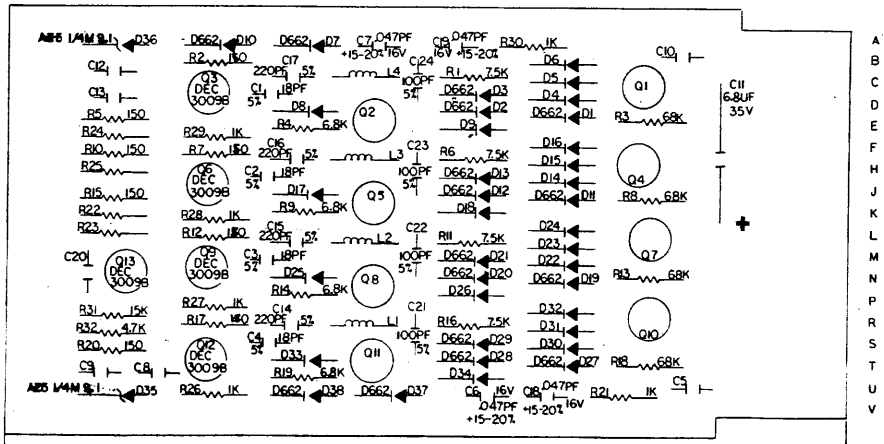 D36 D662 D10 D662 D7 C7 .047PF +15-20% 16V C19 .047PF 16V +15-20% R30 1K A
R2 150 D6 C10 B
C12 Q3 DEC 3009B C17 220PF 5% L4 C24 100PF 5% R1 7.5K D5 Q1 C11 6.8UF 35V C
C13 C1 5% 18PF D662 D3 D4 D
R5 150 D8 Q2 D662 D2 D662 D1 R3 68K E
R24 R4 6.8K D9
R29 1K D16 F
R10 150 R7 C16 220PF 5% L3 C23 100PF 5% R6 7.5K D15 H
R25 Q6 DEC 3009B C2 5% 18PF D662 D13 D14 Q4 J
R15 150 D17 Q5 D662 D12 D662 D11 R8 68K K
R22 R9 6.8K D18
R28 1K D24 +
R23 R12 C15 220PF 5% L2 C22 100PF 5% R11 7.5K D23 Q7 L
C20 Q13 DEC 3009B Q9 DEC 3009B C3 5% 18PF D662 D21 D22 M
D25 Q8 D662 D20 D662 D19 R13 68K N
R14 6.8K D26
R27 1K D32 P
R31 15K R17 C14 220PF 5% L1 C21 100PF 5% R16 7.5K D31 Q10 R
R32 4.7K Q12 DEC 3009B C4 5% 18PF D662 D29 D30 S
R20 150 D33 Q11 D662 D28 D662 D27 R18 68K T
C9 C8 R19 6.8K D34
D35 R26 1K D662 D38 D662 D37 C6 16V .047PF +15-20% C18 .047PF +15-20% 16V R21 1K C5 U
V